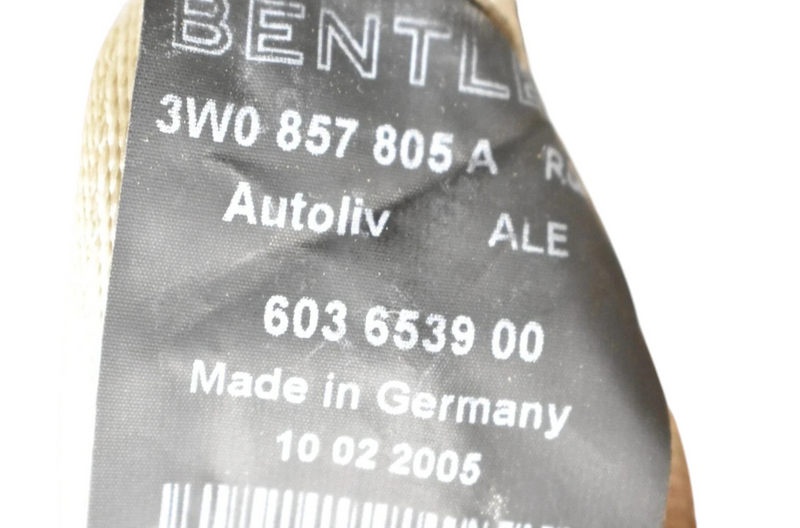 BENTLE
3W0 857 805 A
Autoliv ALE
603 6539 00
Made in Germany
10 02 2005